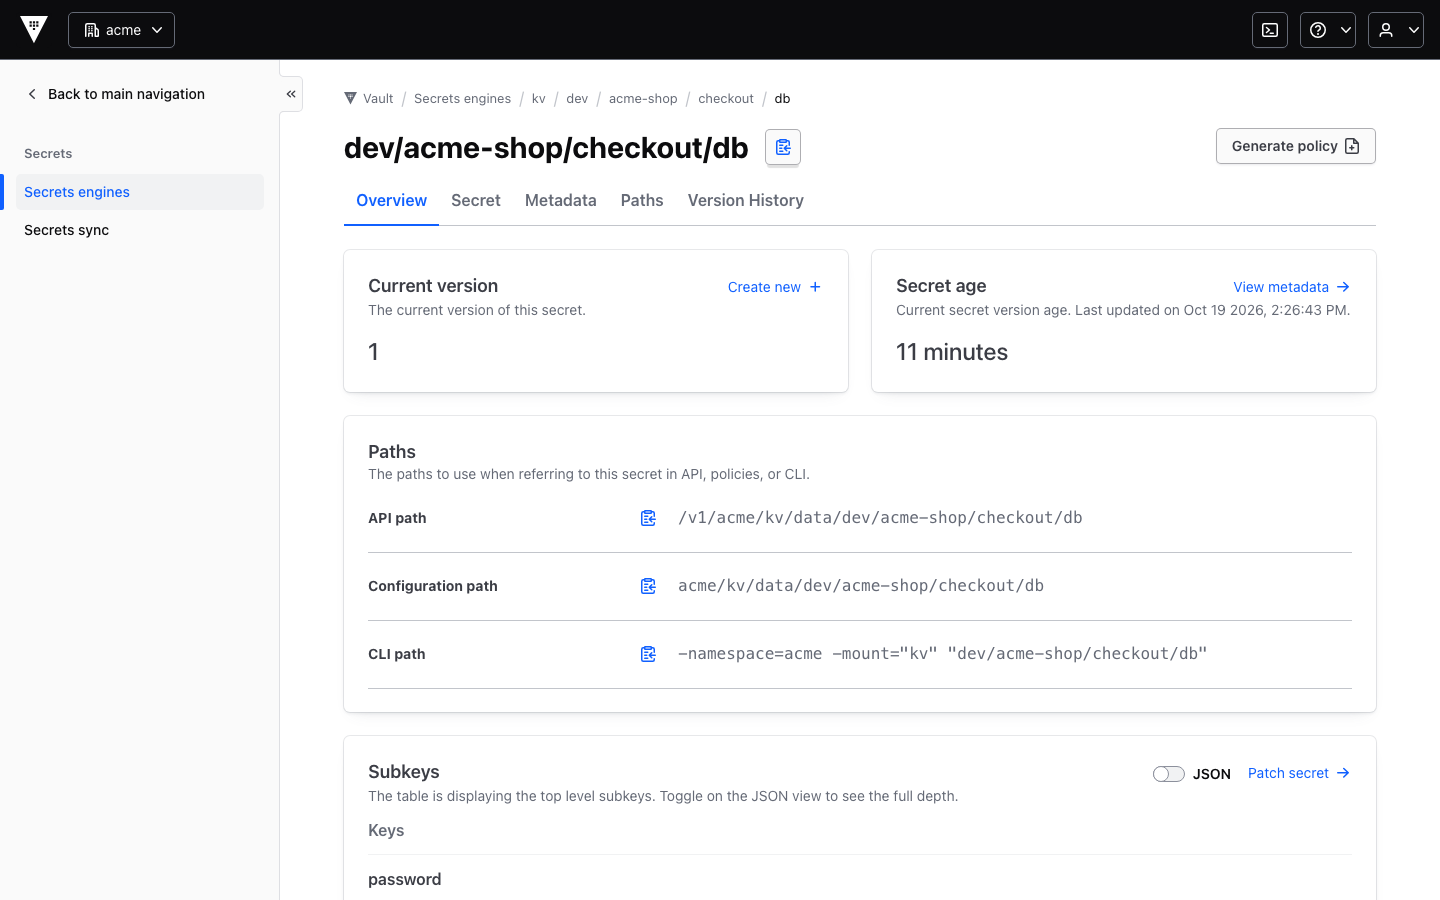 acme
Back to main navigation
Secrets
Secrets engines
Secrets sync
Vault / Secrets engines / kv / dev / acme-shop / checkout / db
dev/acme-shop/checkout/db
Generate policy
Overview Secret Metadata Paths Version History
Current version
Create new
The current version of this secret.
1
Secret age
View metadata
Current secret version age. Last updated on Oct 19 2026, 2:26:43 PM.
11 minutes
Paths
The paths to use when referring to this secret in API, policies, or CLI.
API path /v1/acme/kv/data/dev/acme-shop/checkout/db
Configuration path acme/kv/data/dev/acme-shop/checkout/db
CLI path -namespace=acme -mount="kv" "dev/acme-shop/checkout/db"
Subkeys
JSON Patch secret
The table is displaying the top level subkeys. Toggle on the JSON view to see the full depth.
Keys
password